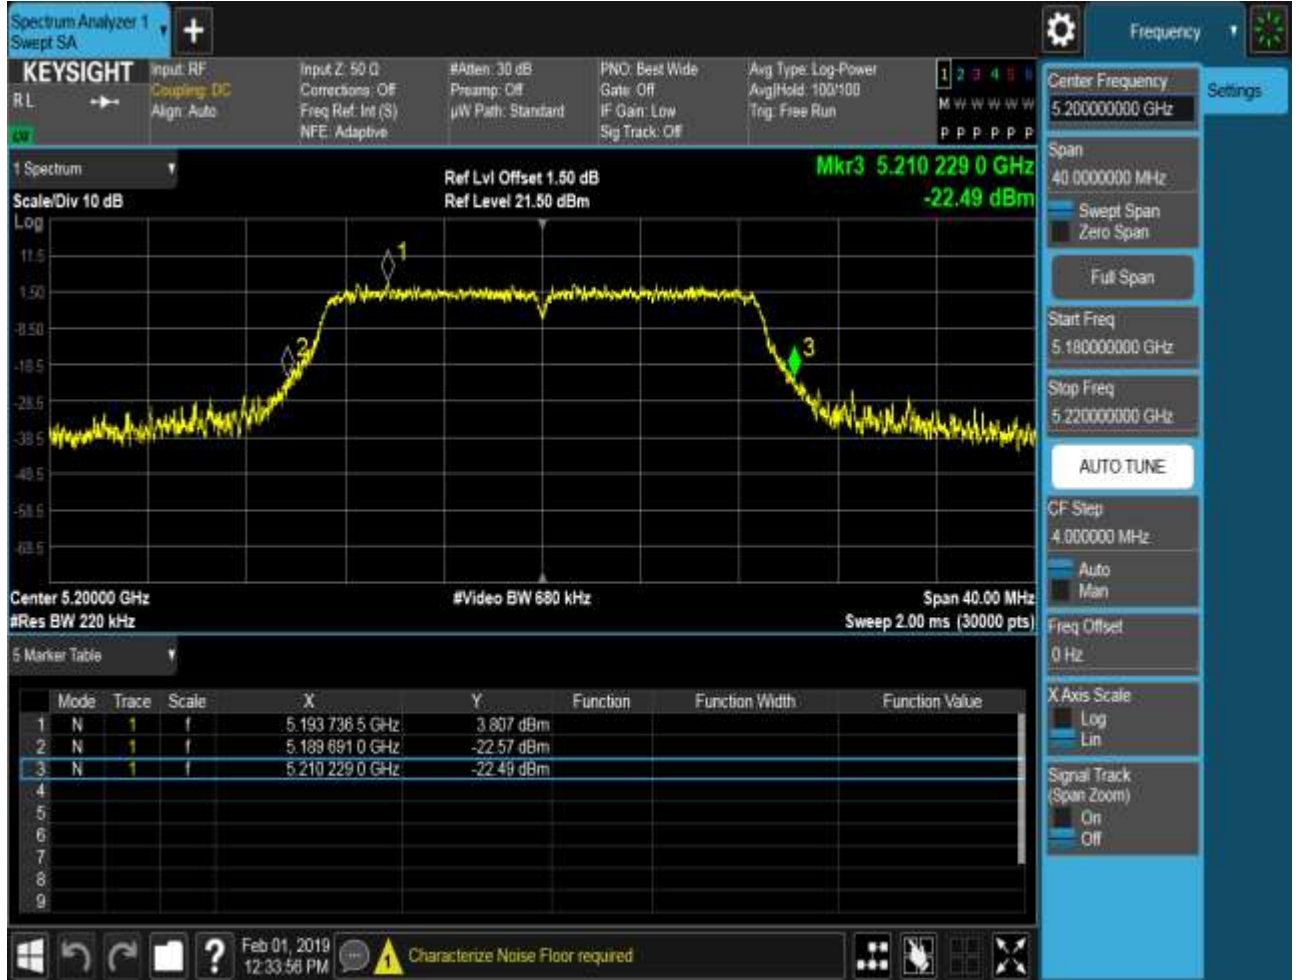 Spectrum Analyzer 1
Swept SA
+
Frequency
KEYSIGHT
RL
Input: RF
Coupling: DC
Align: Auto
Input Z: 50 Ω
Corrections: Off
Freq Ref: Int (S)
NFE: Adaptive
#Atten: 30 dB
Preamp: Off
µW Path: Standard
PNO: Best Wide
Gate: Off
IF Gain: Low
Sig Track: Off
Avg Type: Log-Power
Avg|Hold: 100/100
Trig: Free Run
1 2 3 4 5 6
M W W W W W
P P P P P P
1 Spectrum
Scale/Div 10 dB
Log
Ref Lvl Offset 1.50 dB
Ref Level 21.50 dBm
Mkr3 5.210 229 0 GHz
-22.49 dBm
11.5
1.50
-8.50
-18.5
-28.5
-38.5
-48.5
-58.5
-68.5
1
2
3
Center 5.20000 GHz
#Video BW 680 kHz
Span 40.00 MHz
#Res BW 220 kHz
Sweep 2.00 ms (30000 pts)
5 Marker Table
Mode Trace Scale X Y Function Function Width Function Value
1 N 1 f 5.193 736 5 GHz 3.807 dBm
2 N 1 f 5.189 691 0 GHz -22.57 dBm
3 N 1 f 5.210 229 0 GHz -22.49 dBm
4
5
6
7
8
9
Center Frequency
5.200000000 GHz
Settings
Span
40.0000000 MHz
Swept Span
Zero Span
Full Span
Start Freq
5.180000000 GHz
Stop Freq
5.220000000 GHz
AUTO TUNE
CF Step
4.000000 MHz
Auto
Man
Freq Offset
0 Hz
X Axis Scale
Log
Lin
Signal Track
(Span Zoom)
On
Off
?
Feb 01, 2019
12:33:56 PM
1
Characterize Noise Floor required